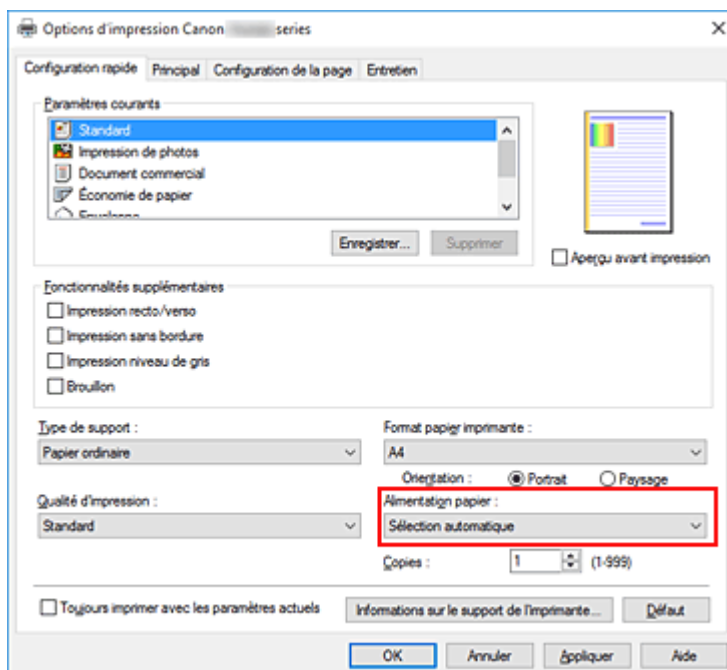 Options d'impression Canon series
Configuration rapide Principal Configuration de la page Entretien
Paramètres courants
Standard
Impression de photos
Document commercial
Économie de papier
Enregistrer... Supprimer
Aperçu avant impression
Fonctionnalités supplémentaires
Impression recto/verso
Impression sans bordure
Impression niveau de gris
Brouillon
Type de support : Format papier imprimante :
Papier ordinaire A4
Orientation : Portrait Paysage
Qualité d'impression : Alimentation papier :
Standard Sélection automatique
Copies : 1 (1-999)
Toujours imprimer avec les paramètres actuels Informations sur le support de l'imprimante... Défaut
OK Annuler Appliquer Aide